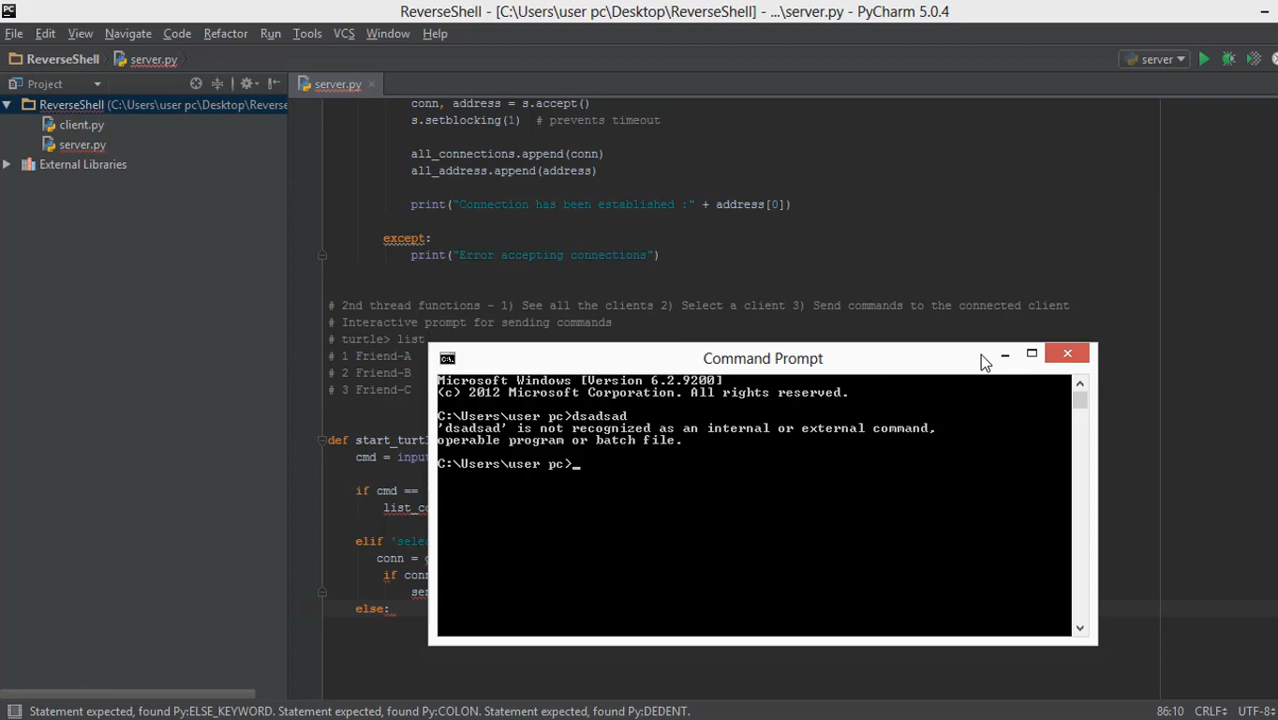 ReverseShell - [C:\Users\user pc\Desktop\ReverseShell] - ...\server.py - PyCharm 5.0.4
File Edit View Navigate Code Refactor Run Tools VCS Window Help
ReverseShell server.py server
Project server.py
ReverseShell (C:\Users\user pc\Desktop\Reverse
client.py
server.py
External Libraries
conn, address = s.accept()
s.setblocking(1) # prevents timeout
all_connections.append(conn)
all_address.append(address)
print("Connection has been established :" + address[0])
except:
print("Error accepting connections")
# 2nd thread functions - 1) See all the clients 2) Select a client 3) Send commands to the connected client
# Interactive prompt for sending commands
# turtle> list
# 1 Friend-A
# 2 Friend-B
# 3 Friend-C
def start_turtl
cmd = input
if cmd ==
list_co
elif 'selec
conn =
if conn
sen
else:
Command Prompt
Microsoft Windows [Version 6.2.9200]
(c) 2012 Microsoft Corporation. All rights reserved.
C:\Users\user pc>dsadsad
'dsadsad' is not recognized as an internal or external command,
operable program or batch file.
C:\Users\user pc>_
Statement expected, found Py:ELSE_KEYWORD. Statement expected, found Py:COLON. Statement expected, found Py:DEDENT. 86:10 CRLF÷ UTF-8÷